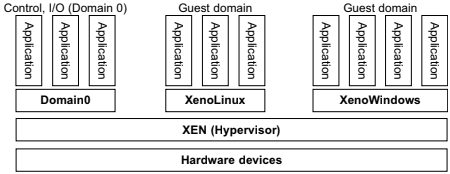 Control, I/O (Domain 0)
Guest domain
Guest domain
Application
Application
Application
Application
Application
Application
Application
Application
Application
Application
Domain0
XenoLinux
XenoWindows
XEN (Hypervisor)
Hardware devices